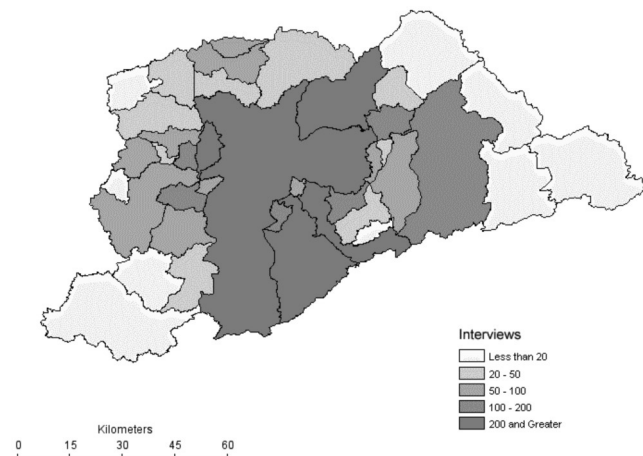 Interviews
Less than 20
20 - 50
50 - 100
100 - 200
200 and Greater
Kilometers
0 15 30 45 60